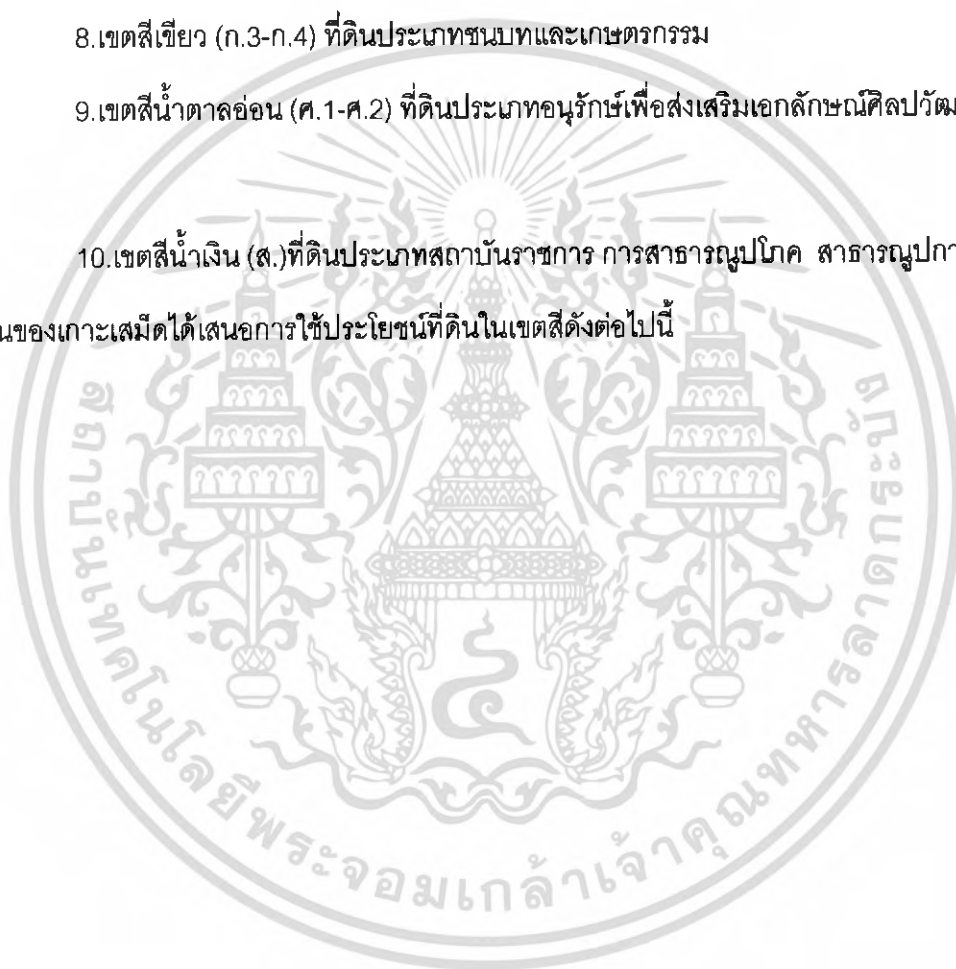 8.เขตสีเขียว (ก.3-ก.4) ที่ดินประเภทชนบทและเกษตรกรรม
9.เขตสีน้ำตาลอ่อน (ศ.1-ศ.2) ที่ดินประเภทอนุรักษ์เพื่อส่งเสริมเอกลักษณ์ศิลปวัฒ
10.เขตสีน้ำเงิน (ส.)ที่ดินประเภทสถาบันราชการ การสาธารณูปโภค สาธารณูปกา
นของเกาะเสม็ดได้เสนอการใช้ประโยชน์ที่ดินในเขตสีดังต่อไปนี้
สถาบันเทคโนโลยีพระจอมเกล้าเจ้าคุณทหารลาดกระบัง